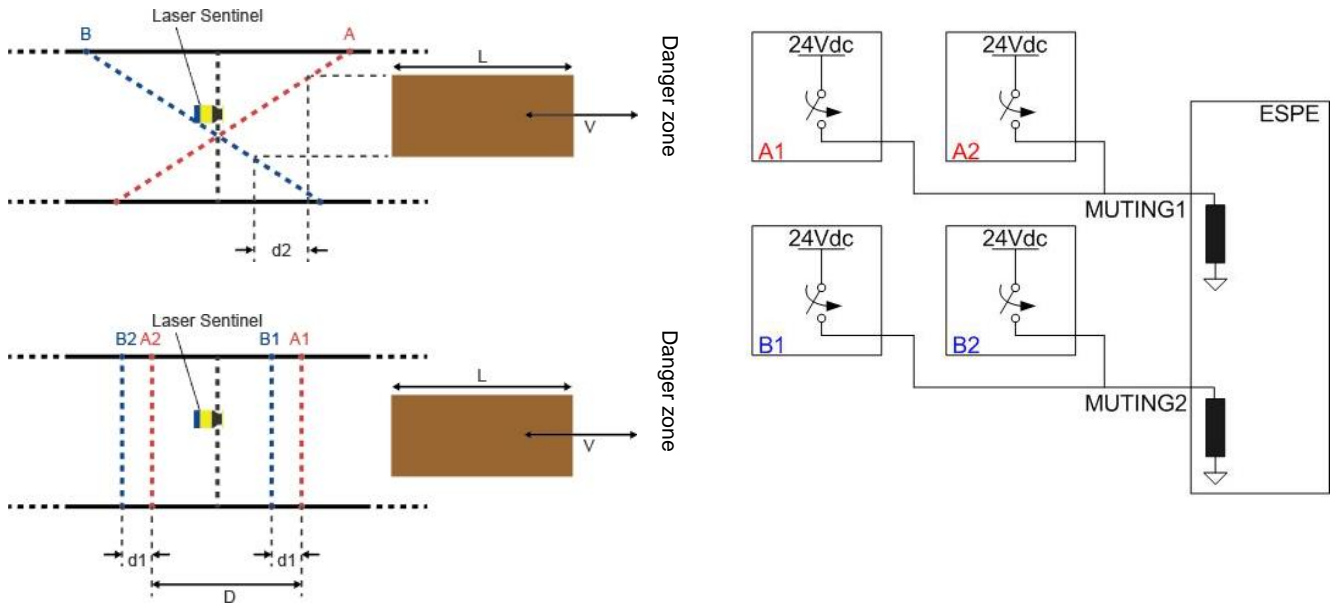 Laser Sentinel
B
A
L
V
d2
Danger zone
Laser Sentinel
B2
A2
B1
A1
L
V
d1
d1
D
Danger zone
24Vdc
A1
24Vdc
A2
ESPE
MUTING1
24Vdc
B1
24Vdc
B2
MUTING2